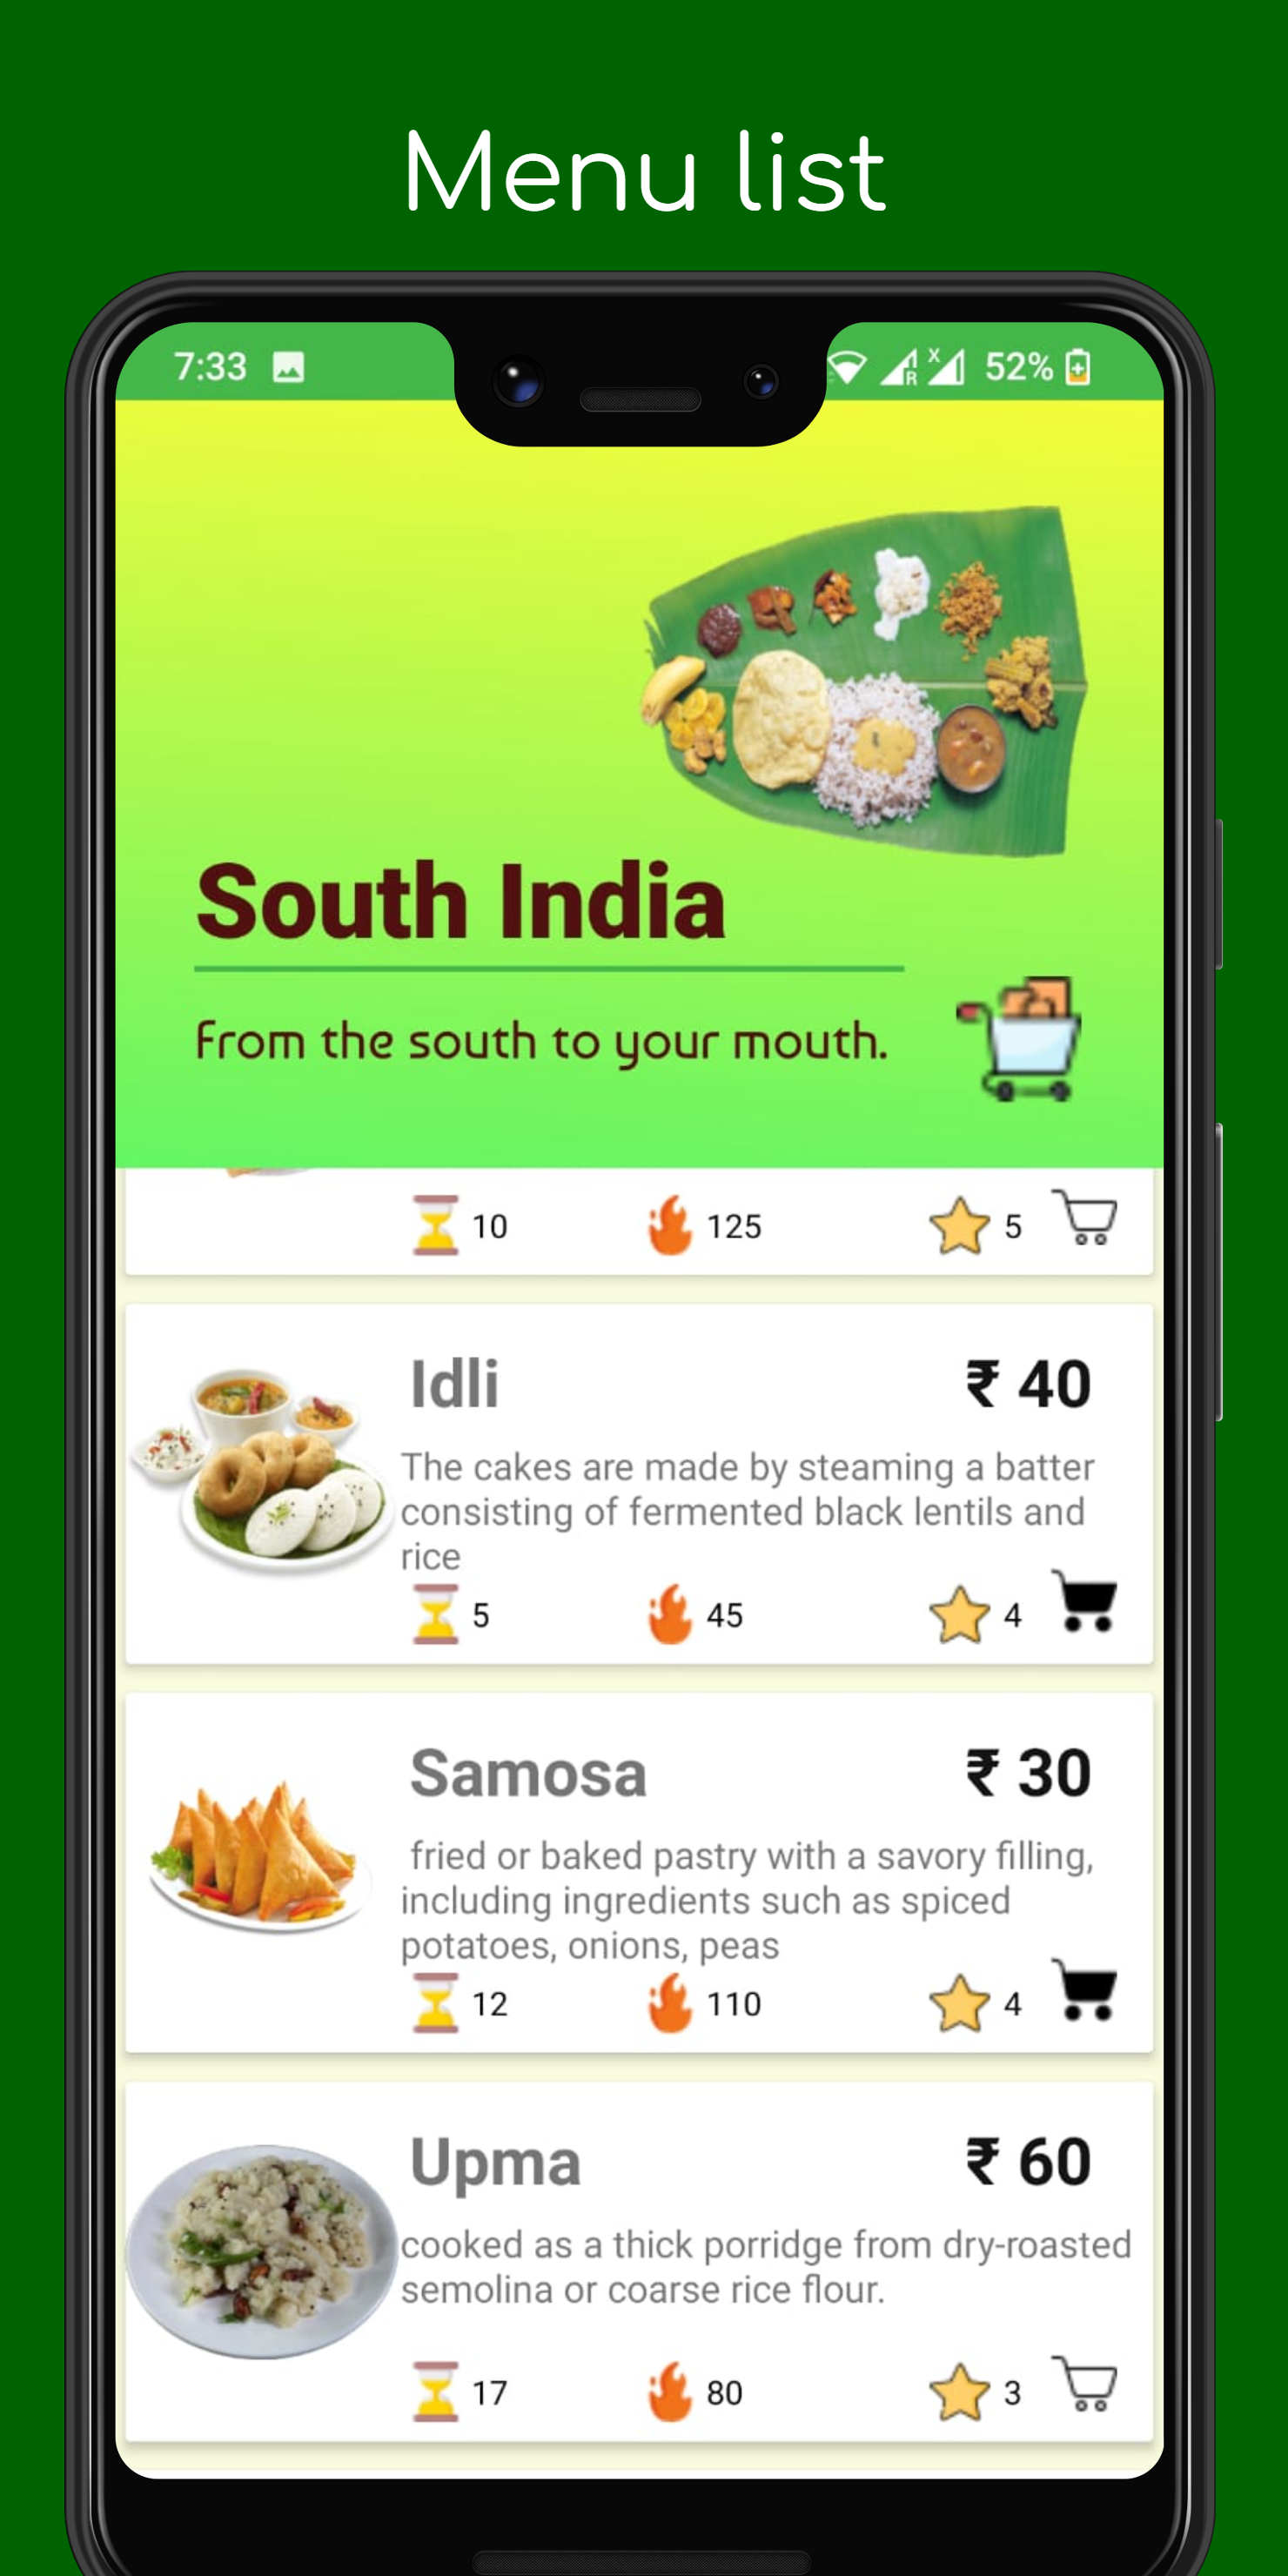 Menu list
7:33
R X 52%
South India
From the south to your mouth.
10 125 5
Idli ₹ 40
The cakes are made by steaming a batter
consisting of fermented black lentils and
rice
5 45 4
Samosa ₹ 30
fried or baked pastry with a savory filling,
including ingredients such as spiced
potatoes, onions, peas
12 110 4
Upma ₹ 60
cooked as a thick porridge from dry-roasted
semolina or coarse rice flour.
17 80 3